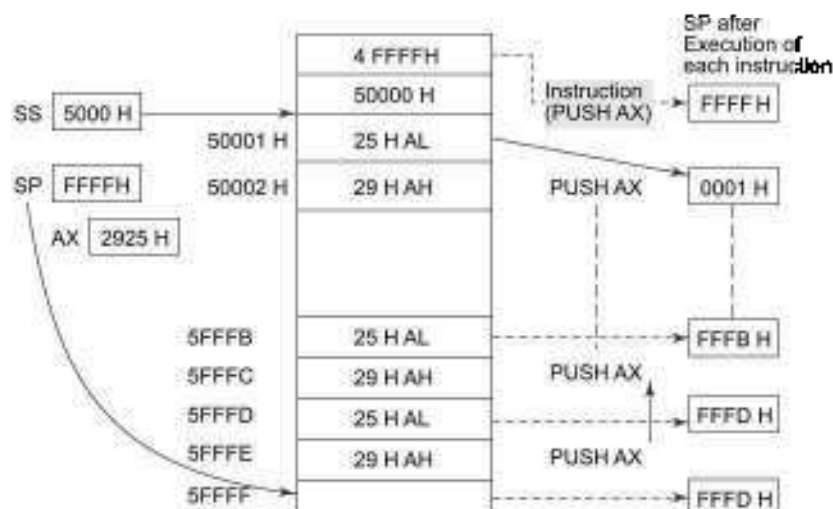 SP after
Execution of
each instruction
4 FFFFH
50000 H
Instruction
(PUSH AX)
FFFF H
SS 5000 H
50001 H 25 H AL
SP FFFFH
50002 H 29 H AH
PUSH AX
0001 H
AX 2925 H
5FFFB 25 H AL
FFFB H
5FFFC 29 H AH
PUSH AX
5FFFD 25 H AL
FFFD H
5FFFE 29 H AH
PUSH AX
5FFFF
FFFD H